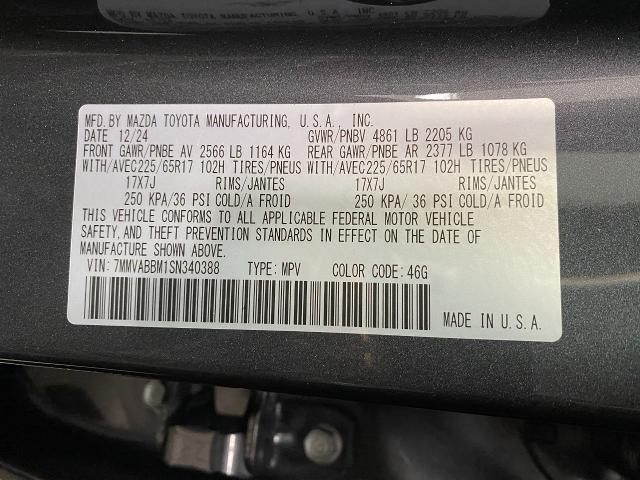 MFD. BY MAZDA TOYOTA MANUFACTURING, U.S.A., INC.
DATE 12/24 GVWR/PNBV 4861 LB 2205 KG
FRONT GAWR/PNBE AV 2566 LB 1164 KG REAR GAWR/PNBE AR 2377 LB 1078 KG
WITH/AVEC225/65R17 102H TIRES/PNEUS WITH/AVEC225/65R17 102H TIRES/PNEUS
17X7J RIMS/JANTES 17X7J RIMS/JANTES
250 KPA/36 PSI COLD/A FROID 250 KPA/ 36 PSI COLD/A FROID
THIS VEHICLE CONFORMS TO ALL APPLICABLE FEDERAL MOTOR VEHICLE
SAFETY, AND THEFT PREVENTION STANDARDS IN EFFECT ON THE DATE OF
MANUFACTURE SHOWN ABOVE.
VIN: 7MMVABBM1SN340388 TYPE: MPV COLOR CODE: 46G
MADE IN U.S.A.